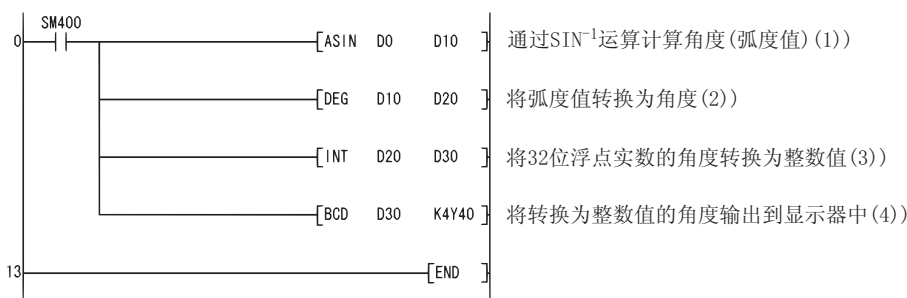 SM400
0 [ASIN D0 D10 ] 通过SIN⁻¹运算计算角度(弧度值)(1))
[DEG D10 D20 ] 将弧度值转换为角度(2))
[INT D20 D30 ] 将32位浮点实数的角度转换为整数值(3))
[BCD D30 K4Y40 ] 将转换为整数值的角度输出到显示器中(4))
13 [END ]